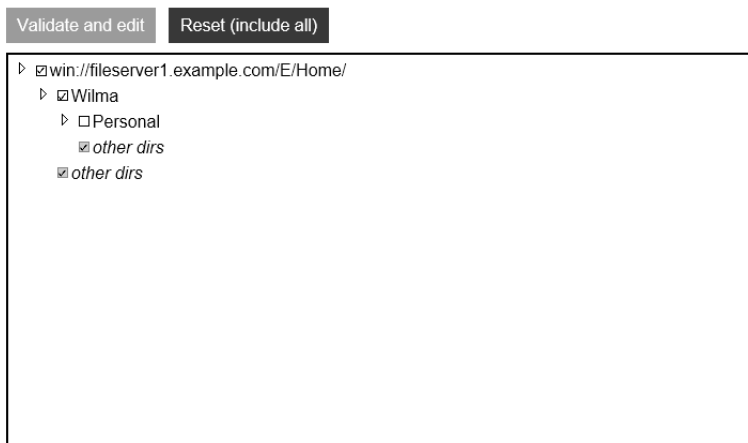 Validate and edit Reset (include all)
win://fileserver1.example.com/E/Home/
Wilma
Personal
other dirs
other dirs